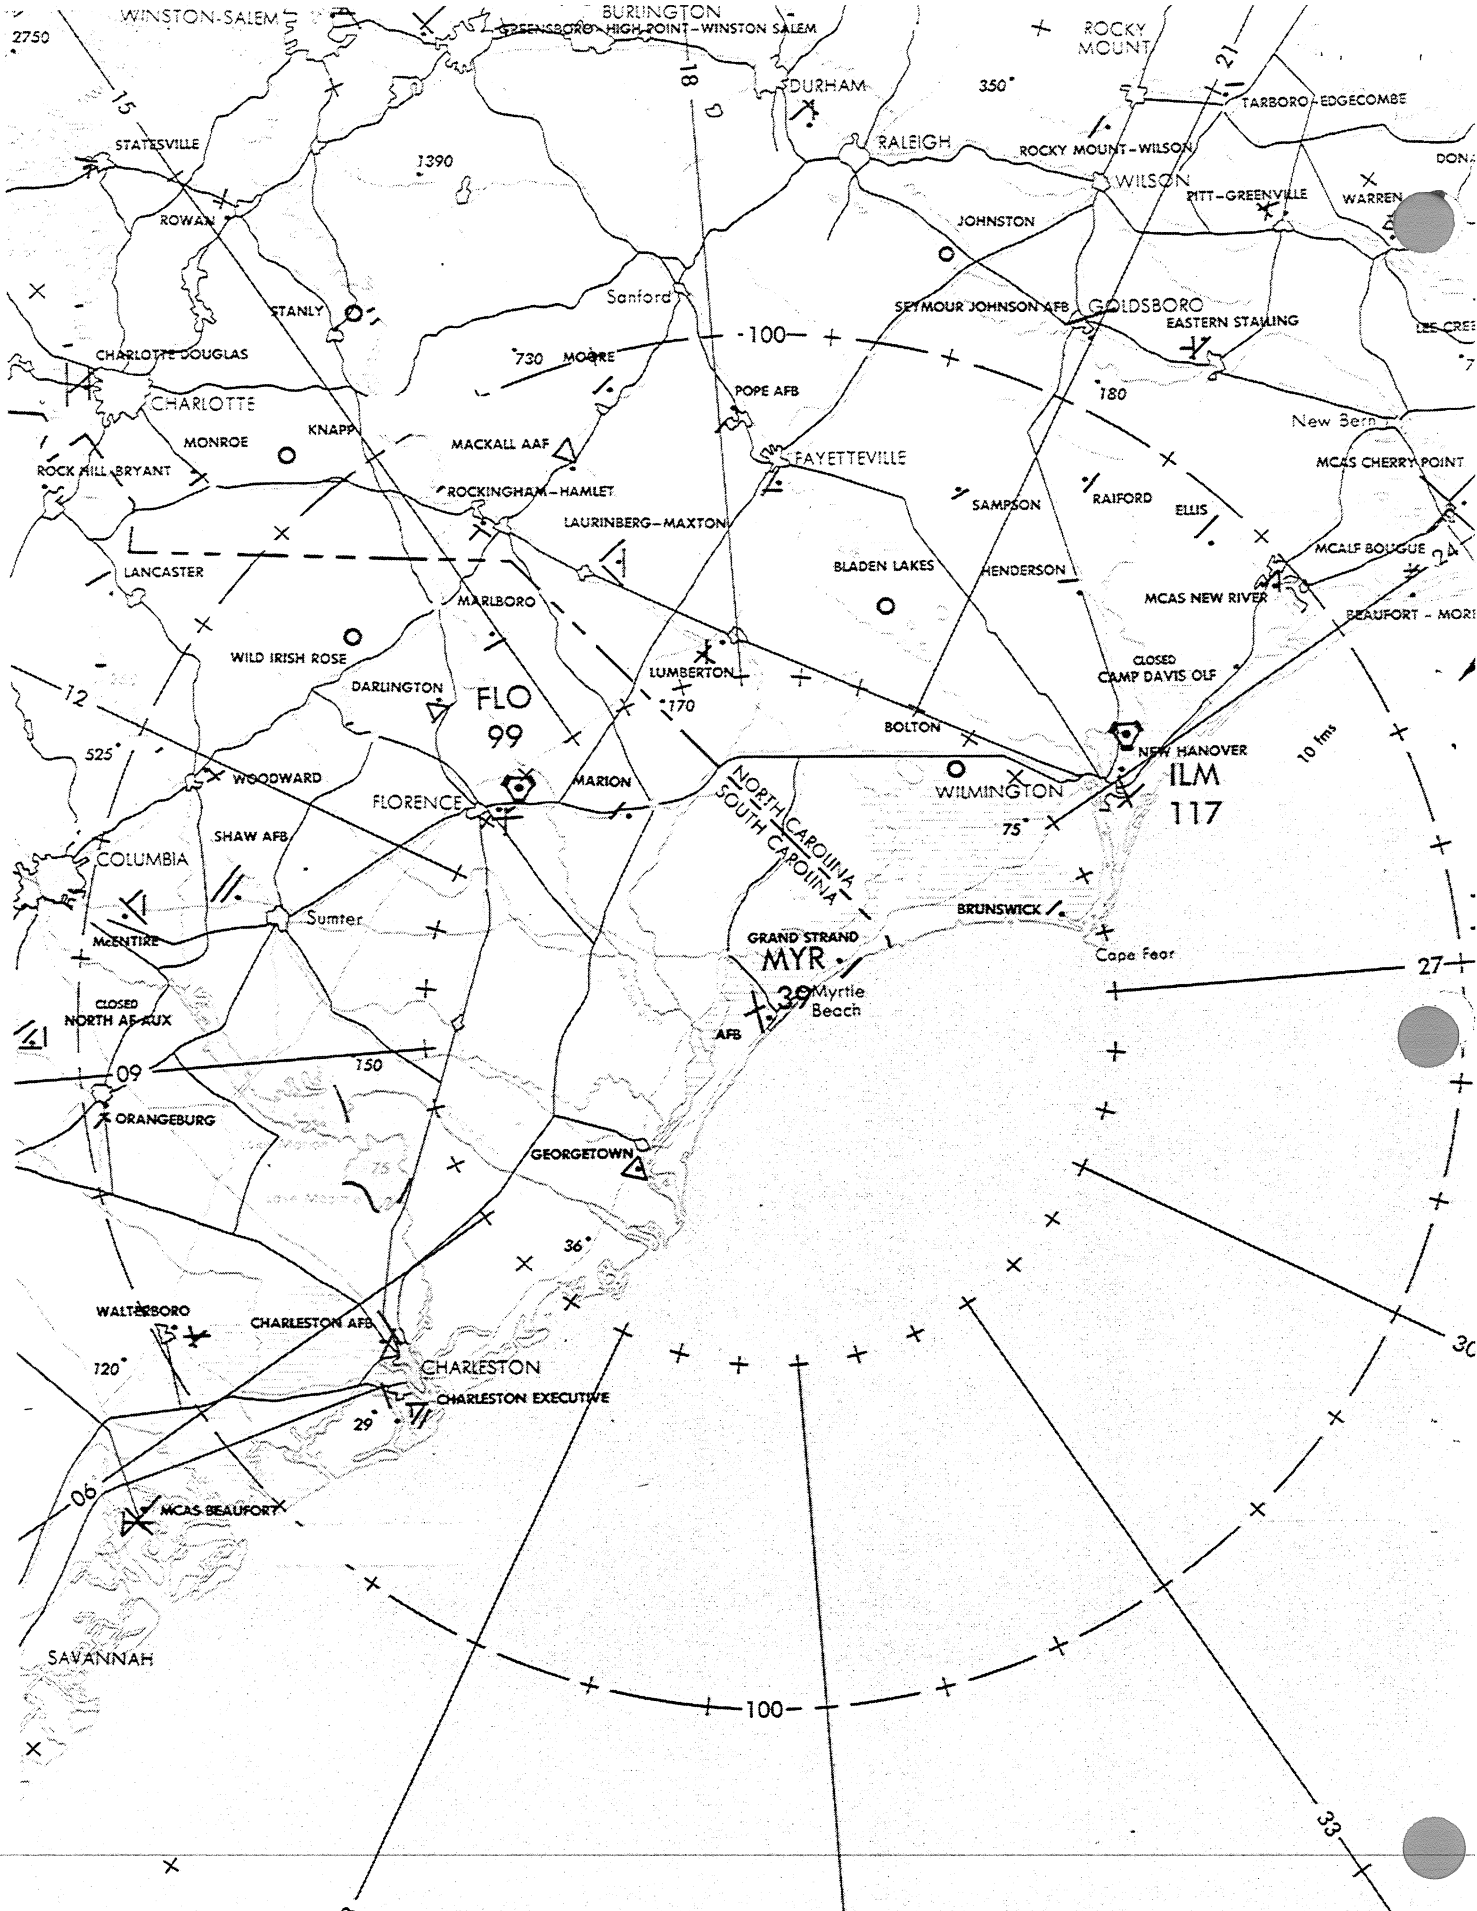 WINSTON-SALEM
BURLINGTON
GREENSBORO-HIGH POINT-WINSTON SALEM
ROCKY
MOUNT
2750
21
18
15
DURHAM
350
TARBORO-EDGECOMBE
STATESVILLE
1390
RALEIGH
ROCKY MOUNT-WILSON
WILSON
PITT-GREENVILLE
WARREN
ROWAN
JOHNSTON
STANLY
Sanford
SEYMOUR JOHNSON AFB
GOLDSBORO
EASTERN STALLING
100
CHARLOTTE DOUGLAS
730
MOORE
CHARLOTTE
POPE AFB
180
New Bern
MONROE
KNAPP
MACKALL AAF
FAYETTEVILLE
MCAS CHERRY POINT
ROCK HILL-BRYANT
ROCKINGHAM-HAMLET
SAMPSON
RAIFORD
ELLIS
LAURINBERG-MAXTON
LANCASTER
BLADEN LAKES
HENDERSON
MCALF BOUGUE
24
MCAS NEW RIVER
MARLBORO
WILD IRISH ROSE
LUMBERTON
CLOSED
CAMP DAVIS OLF
12
DARLINGTON
FLO
99
170
BOLTON
10 fms
525
WOODWARD
MARION
NEW HANOVER
ILM
117
FLORENCE
NORTH CAROLINA
SOUTH CAROLINA
WILMINGTON
75
SHAW AFB
COLUMBIA
Sumter
BRUNSWICK
McENTIRE
GRAND STRAND
MYR
39
Cape Fear
27
Myrtle
Beach
CLOSED
NORTH AF AUX
AFB
09
150
ORANGEBURG
75
GEORGETOWN
36
WALTERBORO
CHARLESTON AFB
30
120
CHARLESTON
CHARLESTON EXECUTIVE
29
06
MCAS BEAUFORT
SAVANNAH
100
33